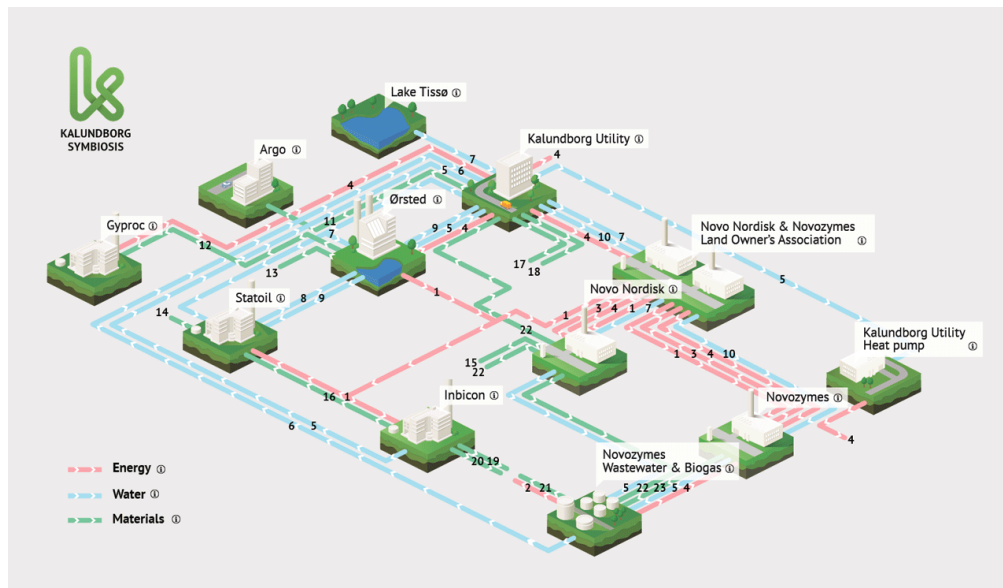 Lake Tissø
KALUNDBORG
SYMBIOSIS
Argo
Kalundborg Utility
4
7
5 6
4
Ørsted
11
7
9 5 4
Gyproc
12
Novo Nordisk & Novozymes
Land Owner's Association
4 10 7
17
18
13
5
Statoil
8 9
1
Novo Nordisk
14
1 3 4 1 7
22
Kalundborg Utility
Heat pump
1 3 4 10
15
22
16 1
Inbicon
Novozymes
6 5
4
20 19
Novozymes
Wastewater & Biogas
2 21
5 22 23 5 4
Energy
Water
Materials